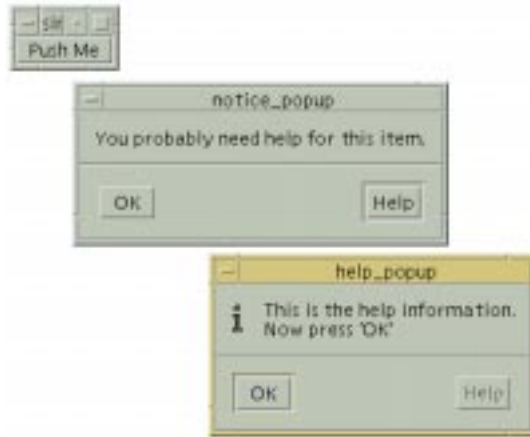 Push Me
notice_popup
You probably need help for this item.
OK
Help
help_popup
This is the help information.
Now press 'OK'
OK
Help